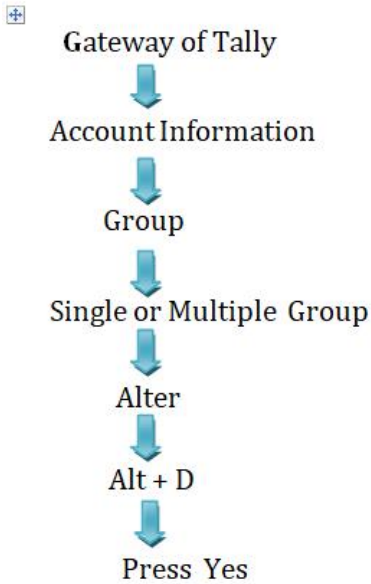 Gateway of Tally
Account Information
Group
Single or Multiple Group
Alter
Alt + D
Press Yes